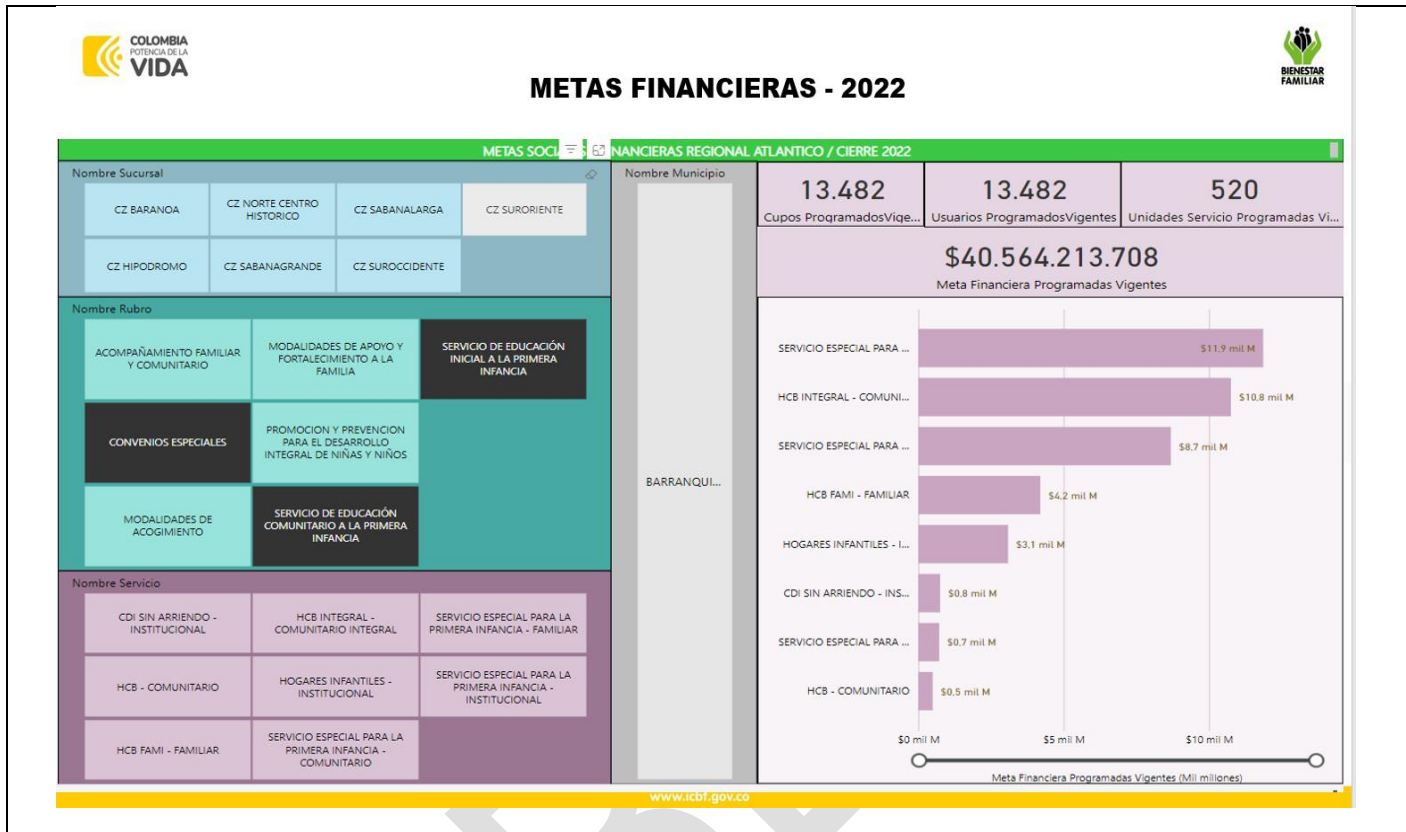 COLOMBIA
POTENCIA DE LA
VIDA
BIENESTAR
FAMILIAR
METAS FINANCIERAS - 2022
METAS SOCI S NANCIERAS REGIONAL ATLANTICO / CIERRE 2022
Nombre Sucursal
CZ BARANOA
CZ NORTE CENTRO
HISTORICO
CZ SABANALARGA
CZ SURORIENTE
CZ HIPODROMO
CZ SABANAGRANDE
CZ SUROCCIDENTE
Nombre Rubro
ACOMPAÑAMIENTO FAMILIAR
Y COMUNITARIO
MODALIDADES DE APOYO Y
FORTALECIMIENTO A LA
FAMILIA
SERVICIO DE EDUCACIÓN
INICIAL A LA PRIMERA
INFANCIA
CONVENIOS ESPECIALES
PROMOCION Y PREVENCION
PARA EL DESARROLLO
INTEGRAL DE NIÑAS Y NIÑOS
MODALIDADES DE
ACOGIMIENTO
SERVICIO DE EDUCACIÓN
COMUNITARIO A LA PRIMERA
INFANCIA
Nombre Servicio
CDI SIN ARRIENDO -
INSTITUCIONAL
HCB INTEGRAL -
COMUNITARIO INTEGRAL
SERVICIO ESPECIAL PARA LA
PRIMERA INFANCIA - FAMILIAR
HCB - COMUNITARIO
HOGARES INFANTILES -
INSTITUCIONAL
SERVICIO ESPECIAL PARA LA
PRIMERA INFANCIA -
INSTITUCIONAL
HCB FAMI - FAMILIAR
SERVICIO ESPECIAL PARA LA
PRIMERA INFANCIA -
COMUNITARIO
Nombre Municipio
BARRANQUI...
13.482
Cupos ProgramadosVige...
13.482
Usuarios ProgramadosVigentes
520
Unidades Servicio Programadas Vi...
$40.564.213.708
Meta Financiera Programadas Vigentes
SERVICIO ESPECIAL PARA ... $11,9 mil M
HCB INTEGRAL - COMUNI... $10,8 mil M
SERVICIO ESPECIAL PARA ... $8,7 mil M
HCB FAMI - FAMILIAR $4,2 mil M
HOGARES INFANTILES - I... $3,1 mil M
CDI SIN ARRIENDO - INS... $0,8 mil M
SERVICIO ESPECIAL PARA ... $0,7 mil M
HCB - COMUNITARIO $0,5 mil M
$0 mil M $5 mil M $10 mil M
Meta Financiera Programadas Vigentes (Mil millones)
www.icbf.gov.co